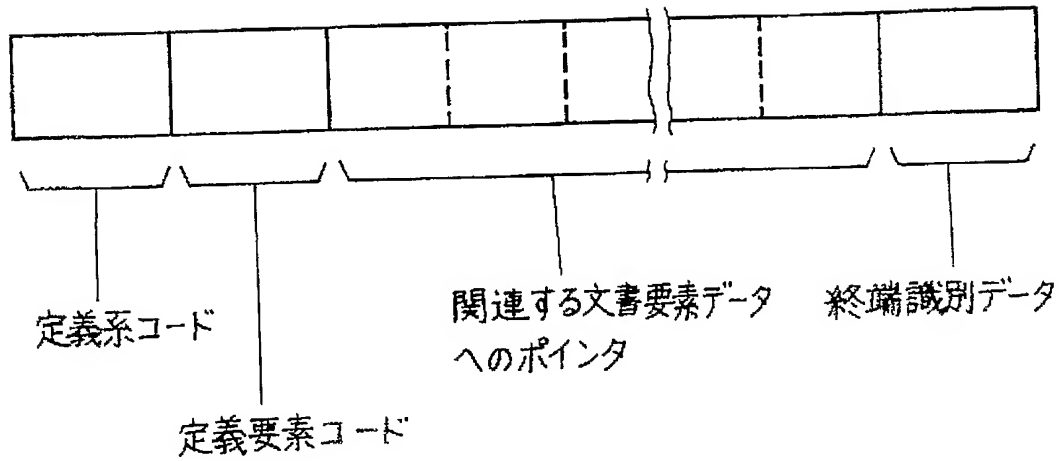 定義系コード
定義要素コード
関連する文書要素データ
へのポインタ
終端識別データ